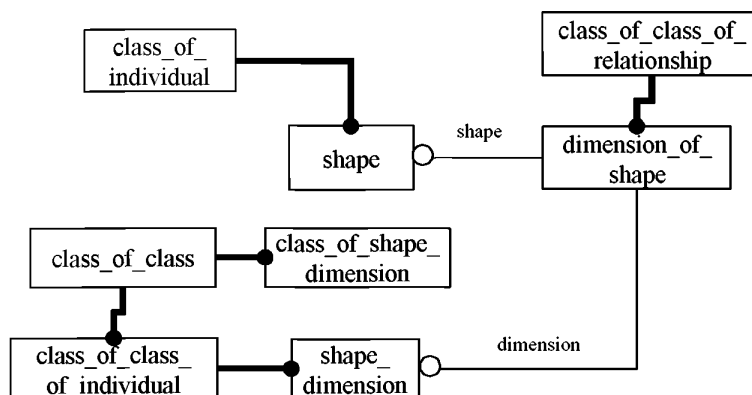 class_of_
individual
class_of_class_of_
relationship
shape
shape
dimension_of_
shape
class_of_class
class_of_shape_
dimension
class_of_class_
of_individual
shape_
dimension
dimension